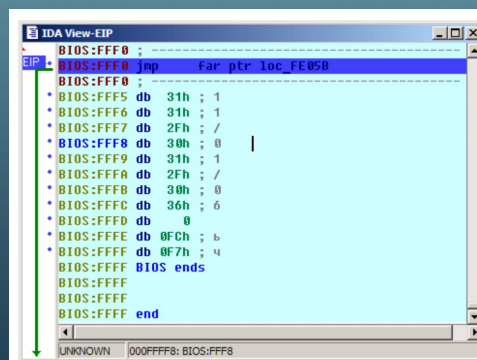 IDA View-EIP
BIOS:FFF0 ; ----------------------------------------
EIP BIOS:FFF0 jmp far ptr loc_FE05B
BIOS:FFF0 ; ----------------------------------------
BIOS:FFF5 db 31h ; 1
BIOS:FFF6 db 31h ; 1
BIOS:FFF7 db 2Fh ; /
BIOS:FFF8 db 30h ; 0
BIOS:FFF9 db 31h ; 1
BIOS:FFFA db 2Fh ; /
BIOS:FFFB db 30h ; 0
BIOS:FFFC db 36h ; 6
BIOS:FFFD db 0
BIOS:FFFE db 0FCh ; ь
BIOS:FFFF db 0F7h ; ч
BIOS:FFFF BIOS ends
BIOS:FFFF
BIOS:FFFF
BIOS:FFFF end
UNKNOWN 000FFFF8: BIOS:FFF8